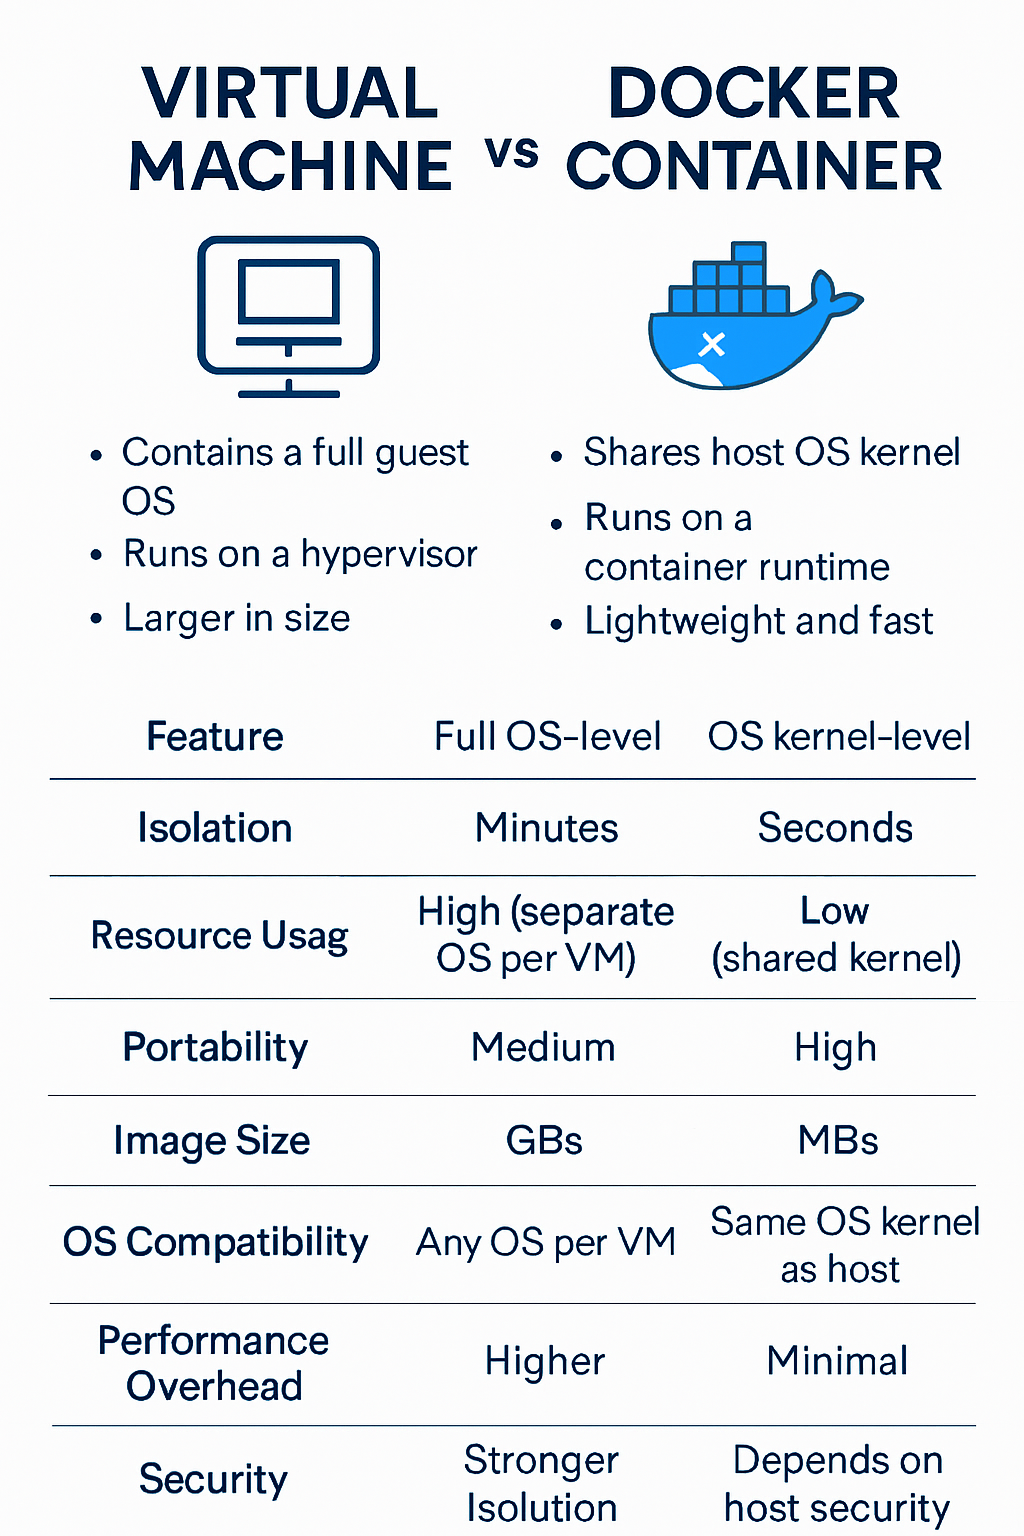 VIRTUAL
MACHINE
vs
DOCKER
CONTAINER
• Contains a full guest
OS
• Runs on a hypervisor
• Larger in size
• Shares host OS kernel
• Runs on a
container runtime
• Lightweight and fast
Feature Full OS-level OS kernel-level
Isolation Minutes Seconds
Resource Usag High (separate
OS per VM) Low
(shared kernel)
Portability Medium High
Image Size GBs MBs
OS Compatibility Any OS per VM Same OS kernel
as host
Performance
Overhead Higher Minimal
Security Stronger
Isolution Depends on
host security